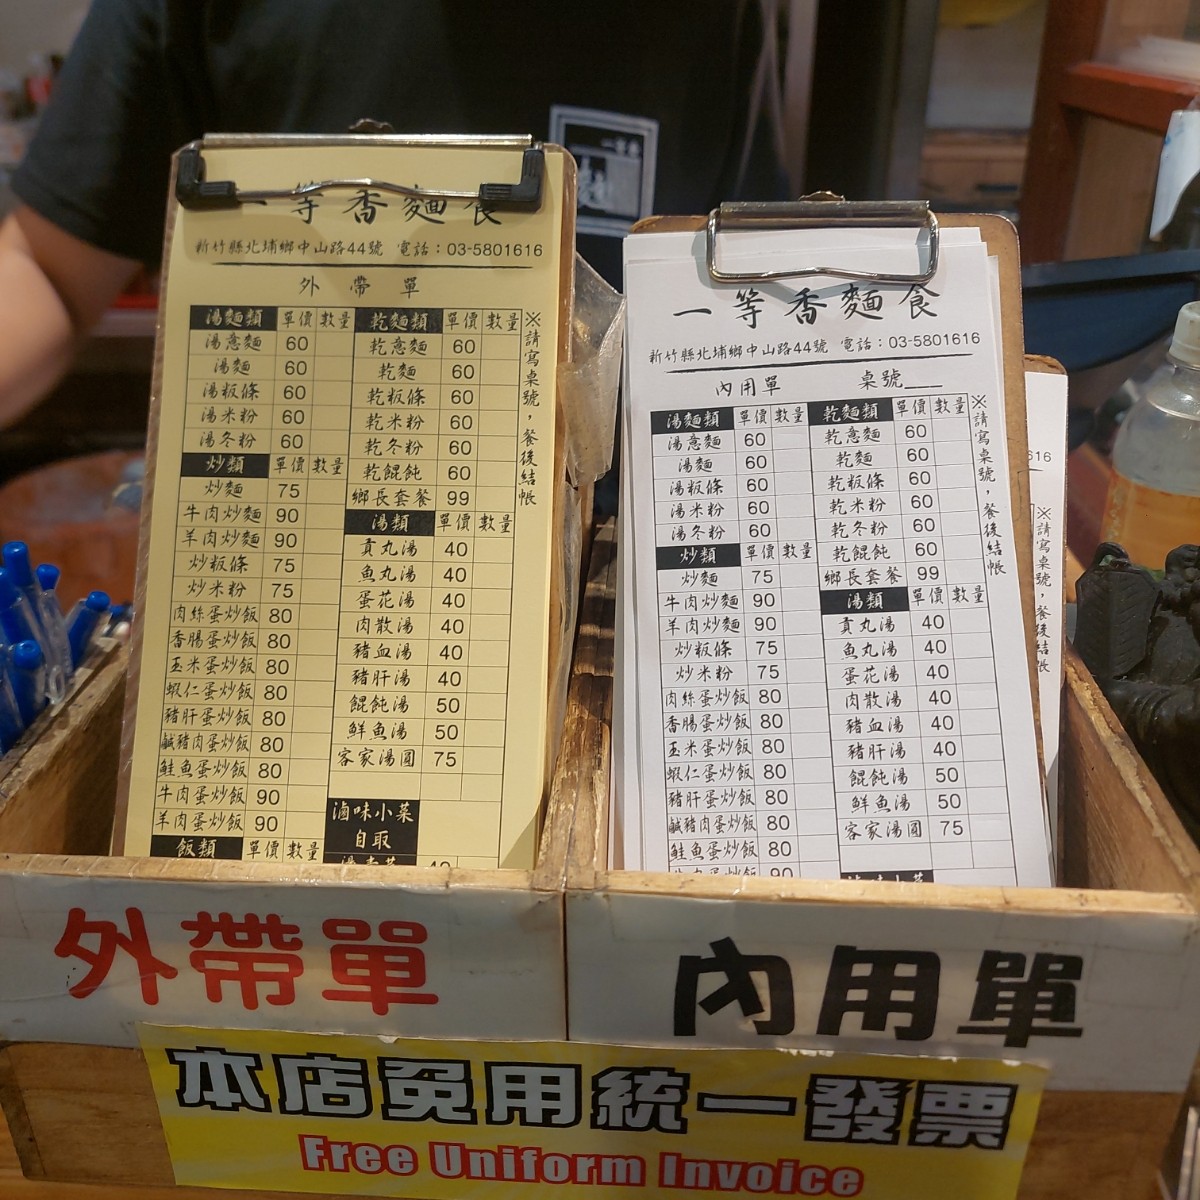 一等香麵食
新竹縣北埔鄉中山路44號 電話：03-5801616
外帶單
湯麵類 單價 數量
湯意麵 60
湯麵 60
湯粄條 60
湯米粉 60
湯冬粉 60
炒類 單價 數量
炒麵 75
牛肉炒麵 90
羊肉炒麵 90
炒粄條 75
炒米粉 75
肉絲蛋炒飯 80
香腸蛋炒飯 80
玉米蛋炒飯 80
蝦仁蛋炒飯 80
豬肝蛋炒飯 80
鹹豬肉蛋炒飯 80
鮭魚蛋炒飯 80
牛肉蛋炒飯 90
羊肉蛋炒飯 90
飯類 單價 數量
乾麵類 單價 數量
乾意麵 60
乾麵 60
乾粄條 60
乾米粉 60
乾冬粉 60
乾餛飩 60
鄉長套餐 99
湯類 單價 數量
貢丸湯 40
魚丸湯 40
蛋花湯 40
肉散湯 40
豬血湯 40
豬肝湯 40
餛飩湯 50
鮮魚湯 50
客家湯圓 75
滷味小菜
自取
※請寫桌號，餐後結帳
一等香麵食
新竹縣北埔鄉中山路44號 電話：03-5801616
內用單 桌號___
湯麵類 單價 數量
湯意麵 60
湯麵 60
湯粄條 60
湯米粉 60
湯冬粉 60
炒類 單價 數量
炒麵 75
牛肉炒麵 90
羊肉炒麵 90
炒粄條 75
炒米粉 75
肉絲蛋炒飯 80
香腸蛋炒飯 80
玉米蛋炒飯 80
蝦仁蛋炒飯 80
豬肝蛋炒飯 80
鹹豬肉蛋炒飯 80
鮭魚蛋炒飯 80
乾麵類 單價 數量
乾意麵 60
乾麵 60
乾粄條 60
乾米粉 60
乾冬粉 60
乾餛飩 60
鄉長套餐 99
湯類 單價 數量
貢丸湯 40
魚丸湯 40
蛋花湯 40
肉散湯 40
豬血湯 40
豬肝湯 40
餛飩湯 50
鮮魚湯 50
客家湯圓 75
※請寫桌號，餐後結帳
616
※請寫桌號，餐後結帳
外帶單
內用單
本店免用統一發票
Free Uniform Invoice